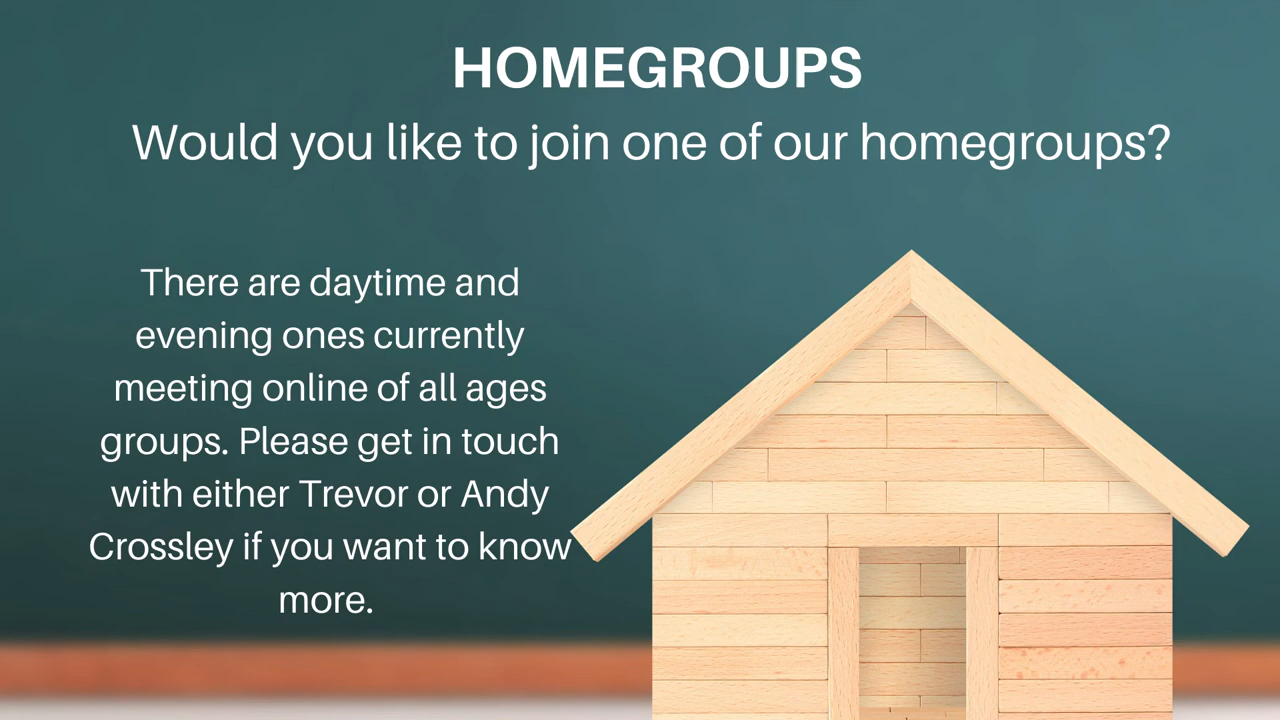 HOMEGROUPS
Would you like to join one of our homegroups?
There are daytime and
evening ones currently
meeting online of all ages
groups. Please get in touch
with either Trevor or Andy
Crossley if you want to know
more.